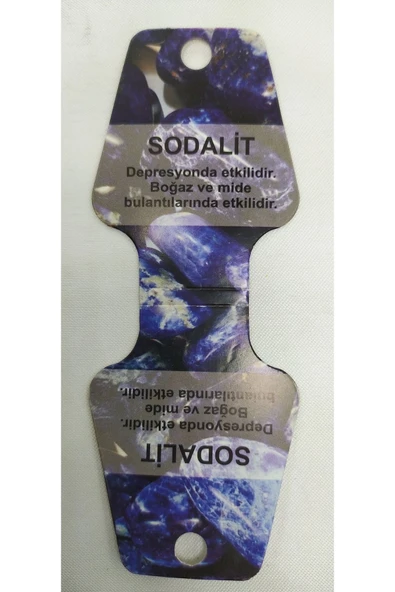 SODALİT
Depresyonda etkilidir.
Boğaz ve mide
bulantılarında etkilidir.
SODALİT
Depresyonda etkilidir.
Boğaz ve mide
bulantılarında etkilidir.